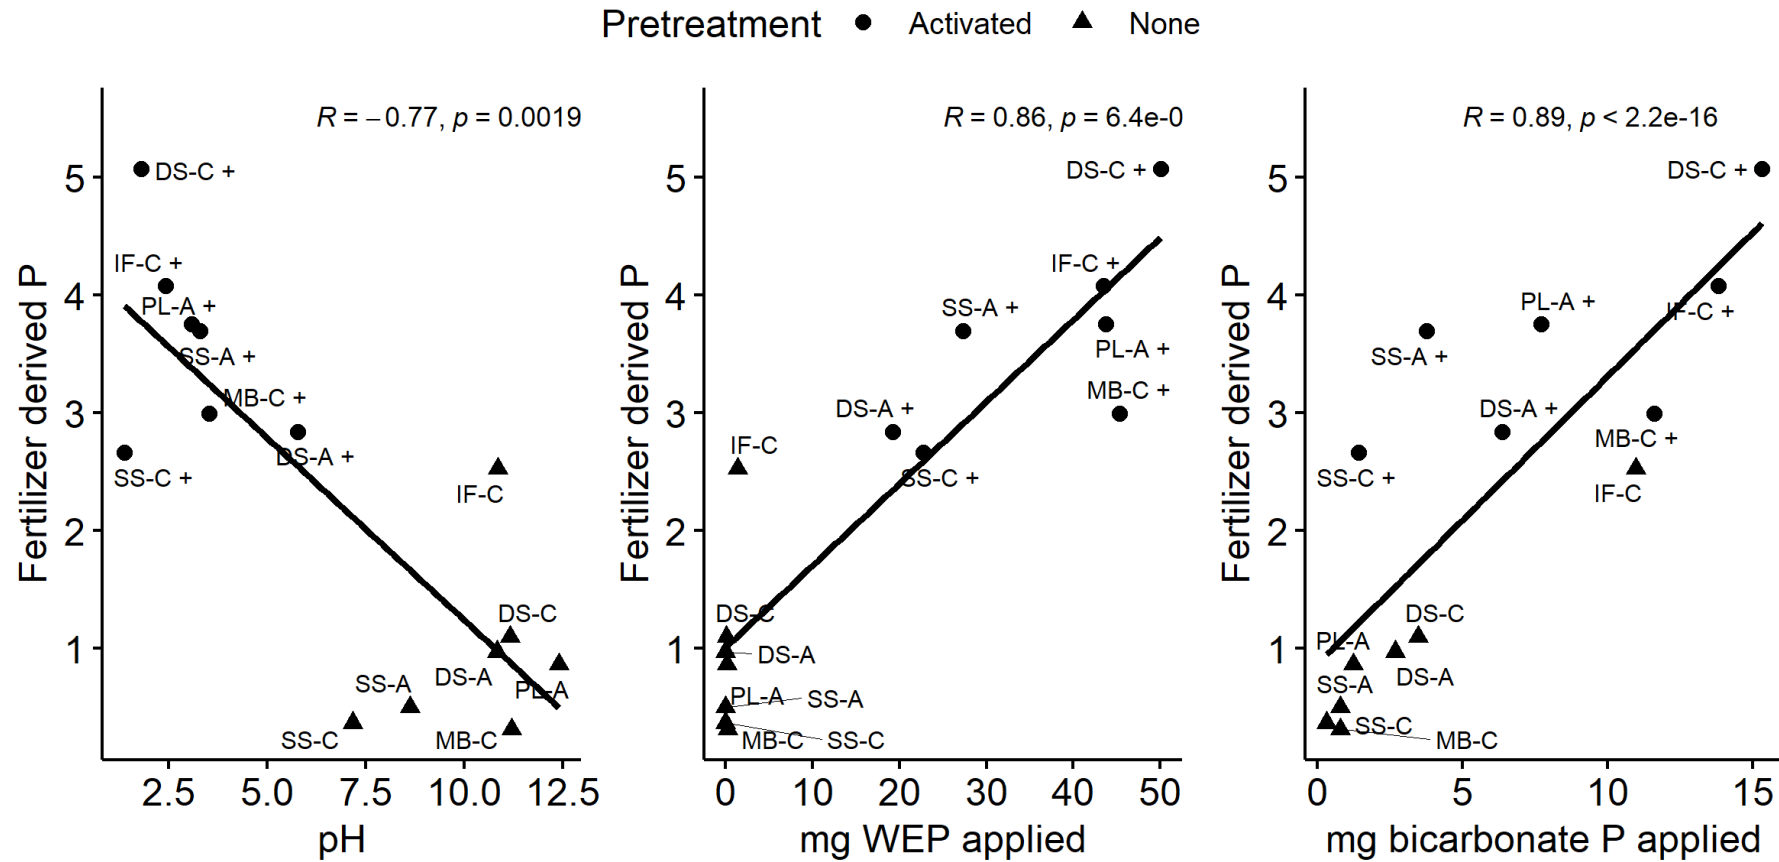 Pretreatment Activated None
R = −0.77, p = 0.0019
DS-C +
IF-C +
PL-A +
SS-A +
MB-C +
DS-A +
SS-C +
IF-C
DS-C
DS-A
PL-A
SS-A
SS-C
MB-C
5
4
3
2
1
Fertilizer derived P
2.5 5.0 7.5 10.0 12.5
pH
R = 0.86, p = 6.4e-0
DS-C +
IF-C +
SS-A +
PL-A +
MB-C +
DS-A +
IF-C
SS-C +
DS-C
DS-A
PL-A
SS-A
MB-C
SS-C
5
4
3
2
1
Fertilizer derived P
0 10 20 30 40 50
mg WEP applied
R = 0.89, p < 2.2e-16
DS-C +
PL-A +
IF-C +
SS-A +
DS-A +
MB-C +
SS-C +
IF-C
DS-C
PL-A
DS-A
SS-A
SS-C
MB-C
5
4
3
2
1
Fertilizer derived P
0 5 10 15
mg bicarbonate P applied